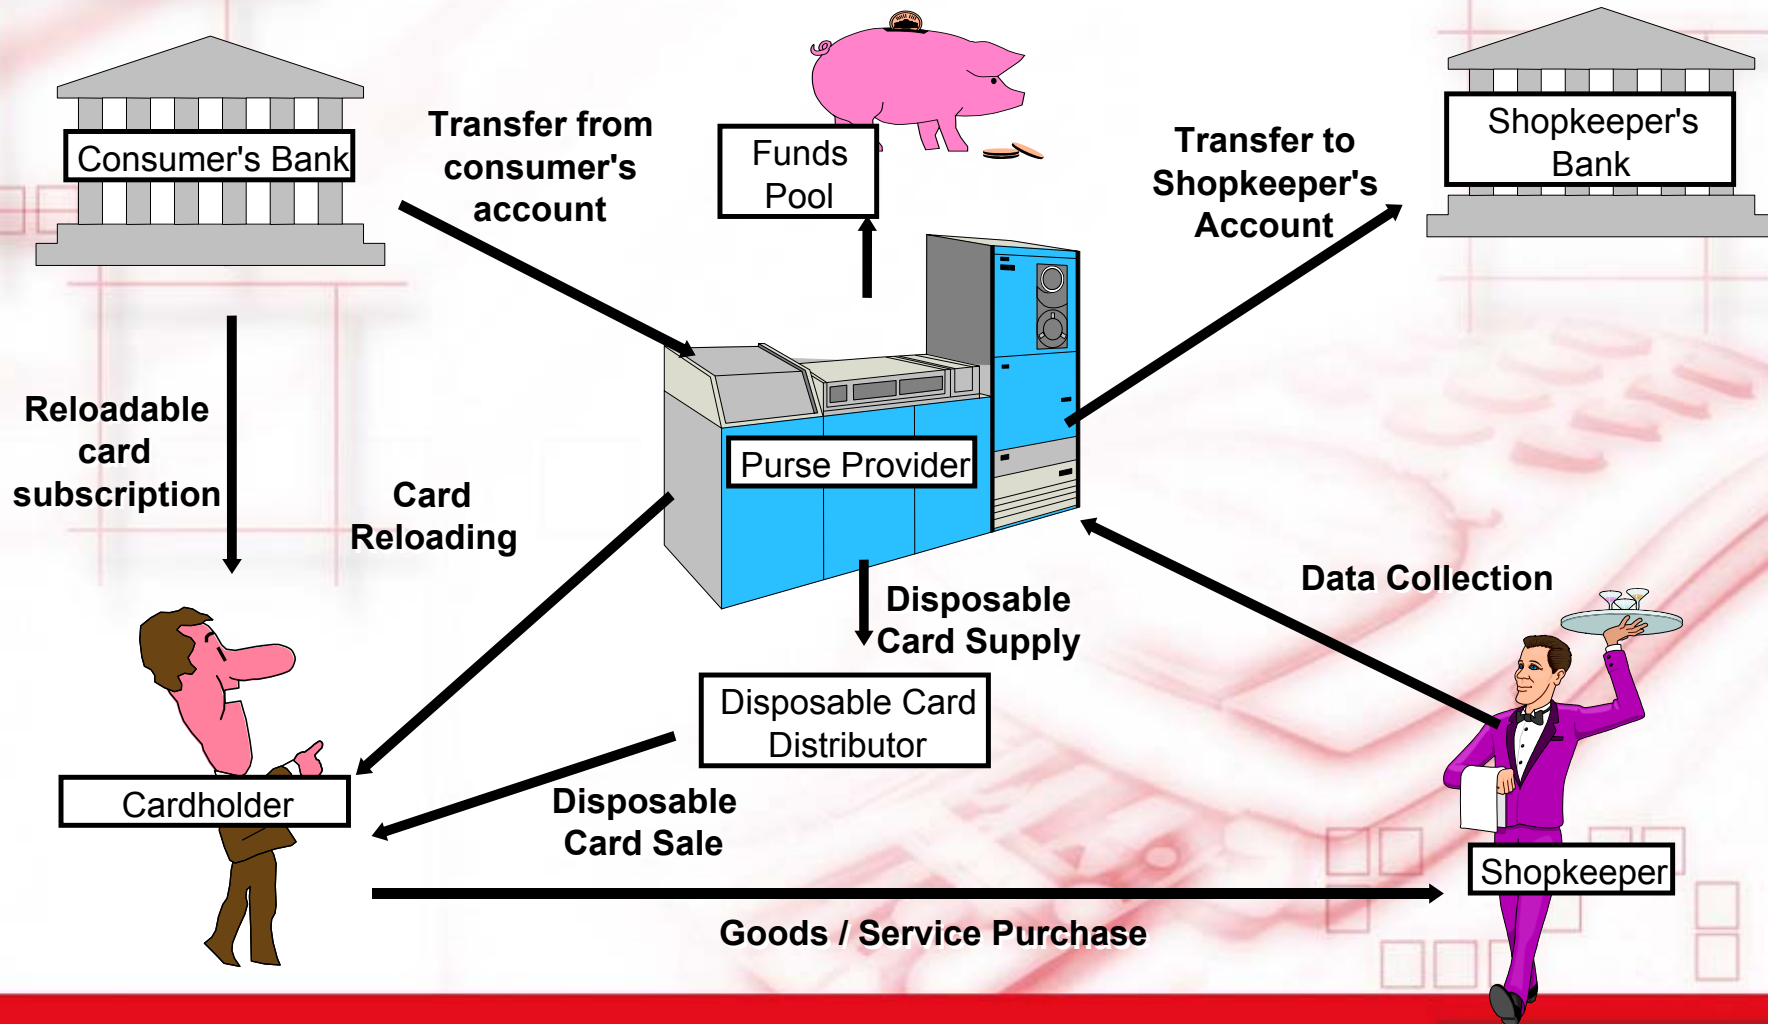 Consumer's Bank
Transfer from
consumer's
account
Funds
Pool
Transfer to
Shopkeeper's
Account
Shopkeeper's
Bank
Reloadable
card
subscription
Card
Reloading
Purse Provider
Disposable
Card Supply
Data Collection
Disposable Card
Distributor
Cardholder
Disposable
Card Sale
Shopkeeper
Goods / Service Purchase